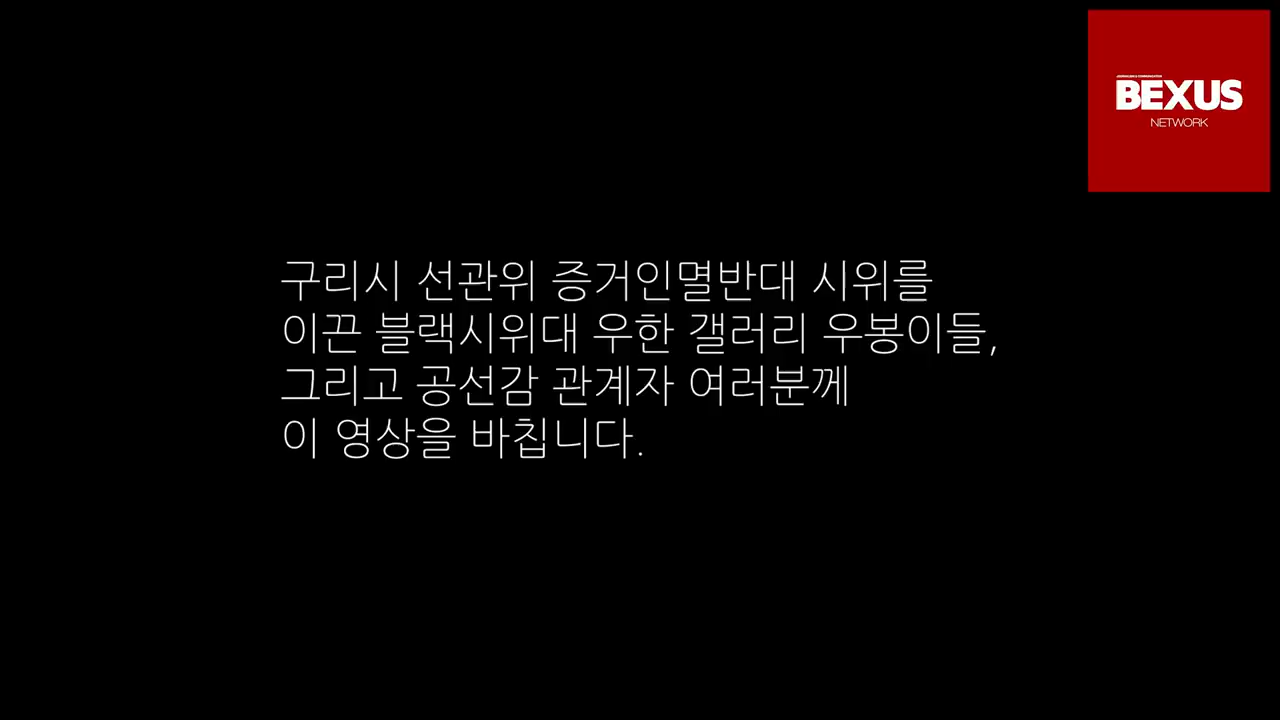 BEXUS
NETWORK
구리시 선관위 증거인멸반대 시위를
이끈 블랙시위대 우한 갤러리 우봉이들,
그리고 공선감 관계자 여러분께
이 영상을 바칩니다.